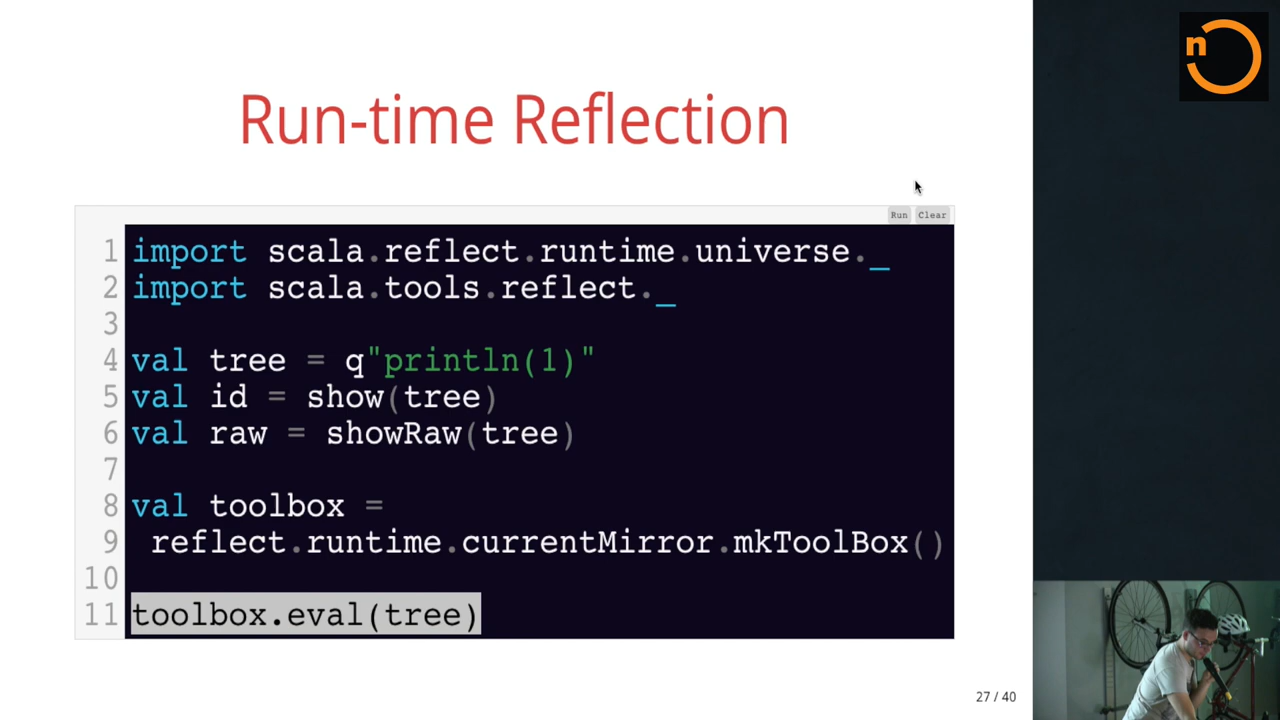 n
Run-time Reflection
Run Clear
1 import scala.reflect.runtime.universe._
2 import scala.tools.reflect._
3
4 val tree = q"println(1)"
5 val id = show(tree)
6 val raw = showRaw(tree)
7
8 val toolbox =
9 reflect.runtime.currentMirror.mkToolBox()
10
11 toolbox.eval(tree)
27 / 40